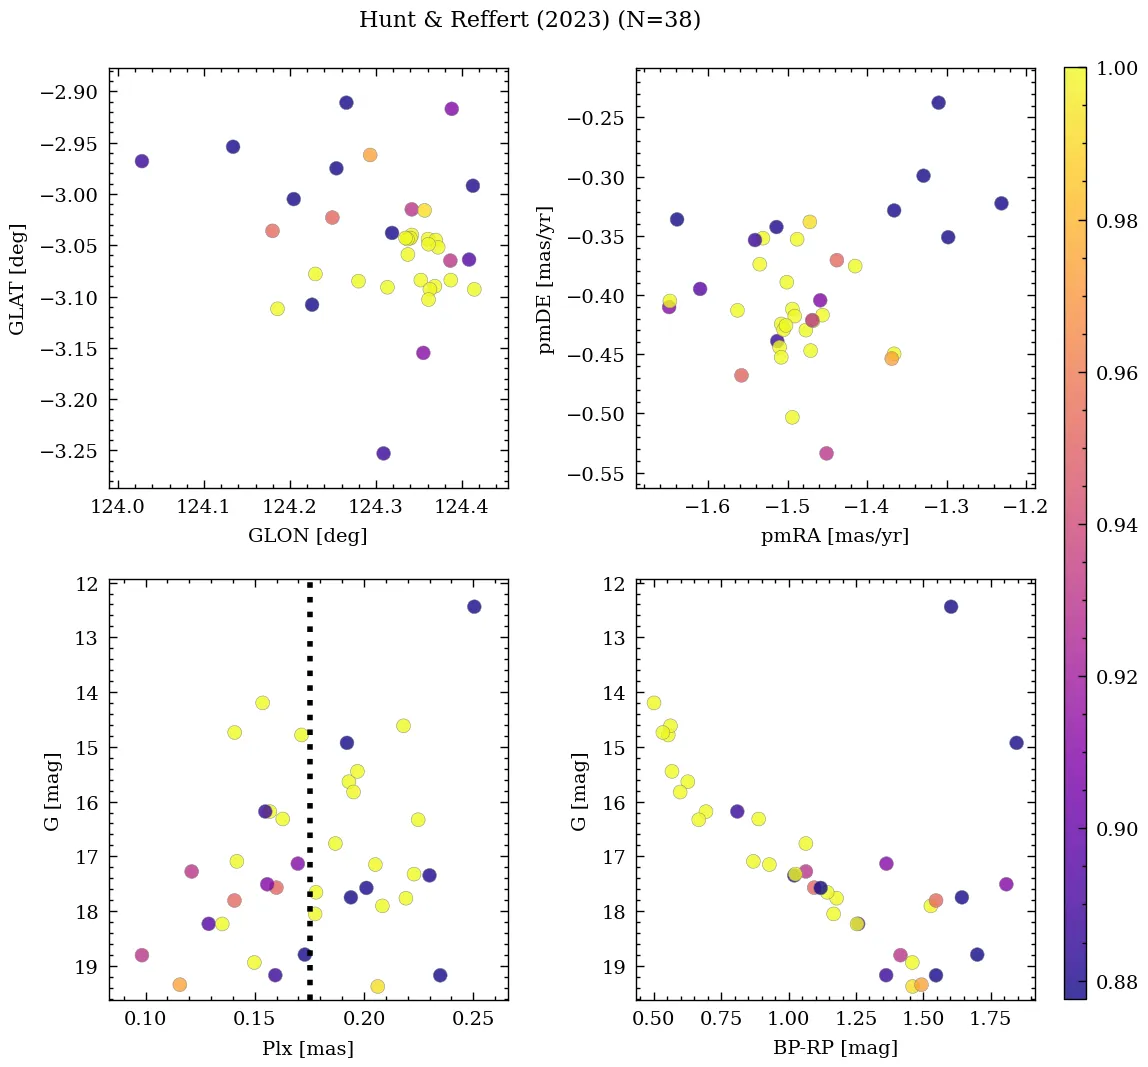 Hunt & Reffert (2023) (N=38)
−2.90
−2.95
−3.00
−3.05
−3.10
−3.15
−3.20
−3.25
GLAT [deg]
124.0 124.1 124.2 124.3 124.4
GLON [deg]
−0.25
−0.30
−0.35
−0.40
−0.45
−0.50
−0.55
pmDE [mas/yr]
−1.6 −1.5 −1.4 −1.3 −1.2
pmRA [mas/yr]
12
13
14
15
16
17
18
19
G [mag]
0.10 0.15 0.20 0.25
Plx [mas]
12
13
14
15
16
17
18
19
G [mag]
0.50 0.75 1.00 1.25 1.50 1.75
BP-RP [mag]
1.00
0.98
0.96
0.94
0.92
0.90
0.88